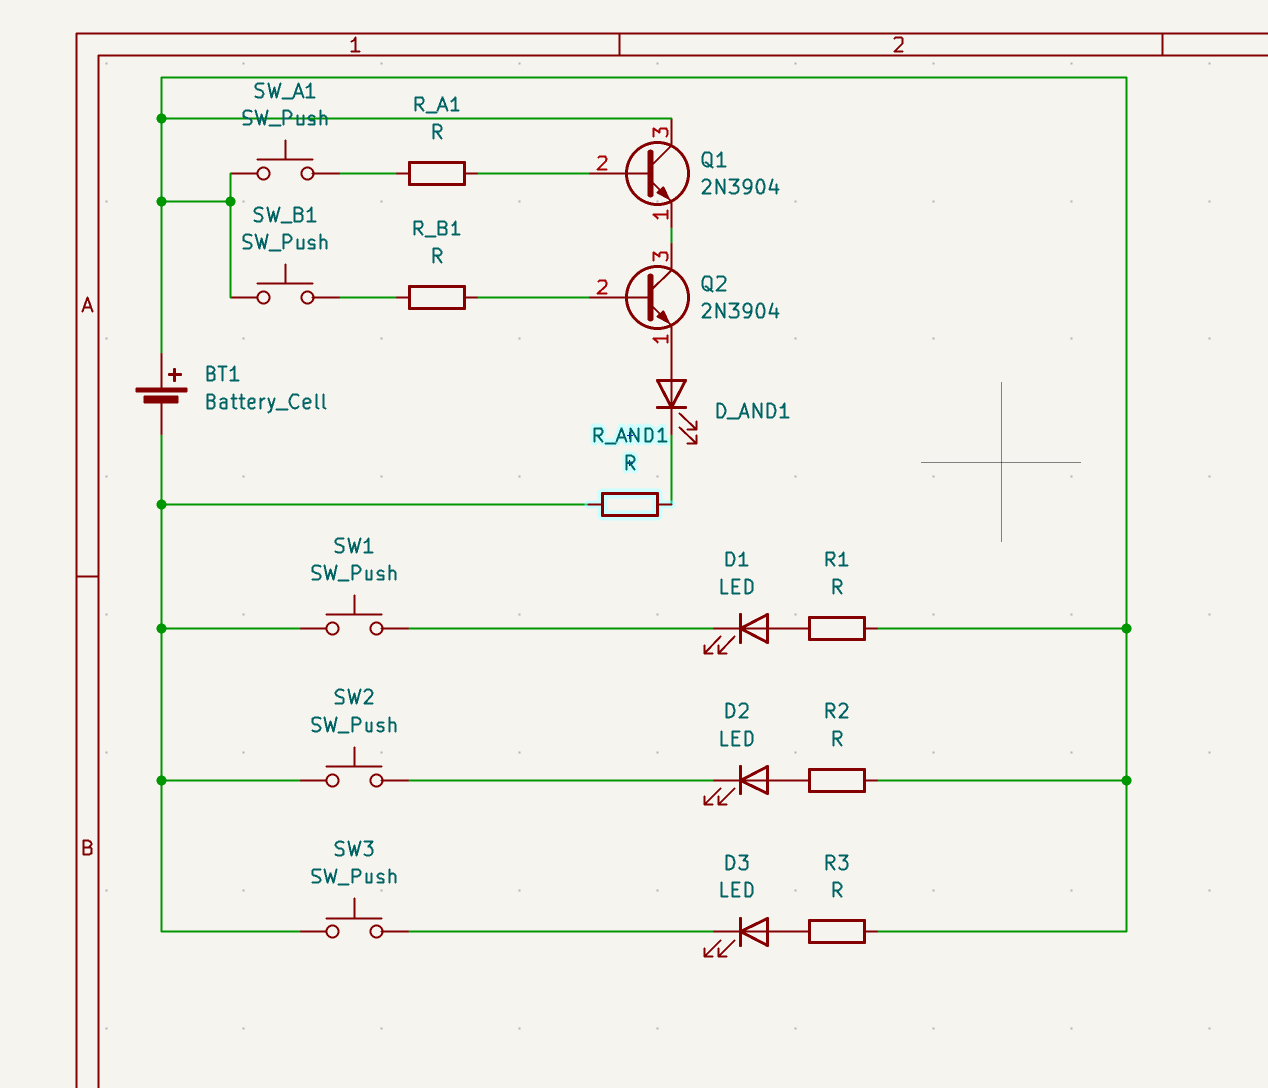 1
2
SW_A1
SW_Push
R_A1
R
3
2
1
Q1
2N3904
A
SW_B1
SW_Push
R_B1
R
3
2
1
Q2
2N3904
+
BT1
Battery_Cell
D_AND1
R_AND1
R
SW1
SW_Push
D1
LED
R1
R
SW2
SW_Push
D2
LED
R2
R
B
SW3
SW_Push
D3
LED
R3
R